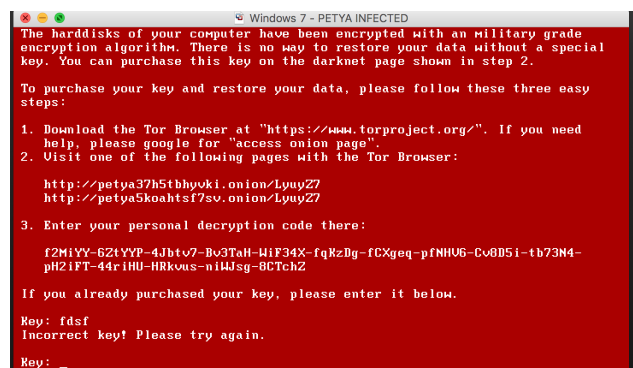 Windows 7 - PETYA INFECTED
The harddisks of your computer have been encrypted with an military grade
encryption algorithm. There is no way to restore your data without a special
key. You can purchase this key on the darknet page shown in step 2.
To purchase your key and restore your data, please follow these three easy
steps:
1. Download the Tor Browser at "https://www.torproject.org/". If you need
help, please google for "access onion page".
2. Visit one of the following pages with the Tor Browser:
http://petya37h5tbhyvki.onion/Lyuy27
http://petya5koahtsf7sv.onion/Lyuy27
3. Enter your personal decryption code there:
f2MiYY-6ZtYYP-4Jbtv7-Bv3TaH-WiF34X-fqKzDg-fCXgeq-pfNHV6-Cv8D5i-tb73N4-
pH2iFT-44riHU-HRkvus-niWJsg-8CTchZ
If you already purchased your key, please enter it below.
Key: fdsf
Incorrect key! Please try again.
Key: _